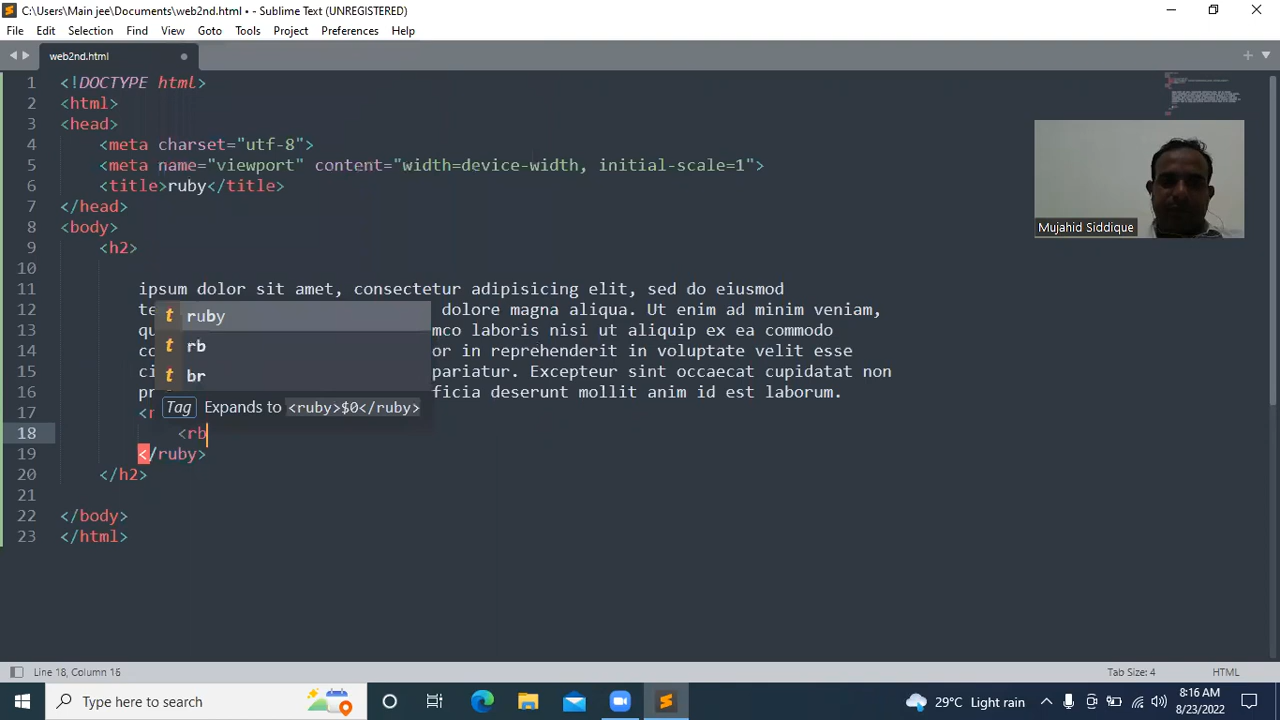 C:\Users\Main jee\Documents\web2nd.html • - Sublime Text (UNREGISTERED)
File Edit Selection Find View Goto Tools Project Preferences Help
web2nd.html
1 <!DOCTYPE html>
2 <html>
3 <head>
4 <meta charset="utf-8">
5 <meta name="viewport" content="width=device-width, initial-scale=1">
6 <title>ruby</title>
7 </head>
8 <body>
9 <h2>
10
11 ipsum dolor sit amet, consectetur adipisicing elit, sed do eiusmod
12 te dolore magna aliqua. Ut enim ad minim veniam,
13 qu mco laboris nisi ut aliquip ex ea commodo
14 co or in reprehenderit in voluptate velit esse
15 ci pariatur. Excepteur sint occaecat cupidatat non
16 pr ficia deserunt mollit anim id est laborum.
17 <r
18 <rb
19 </ruby>
20 </h2>
21
22 </body>
23 </html>
t ruby
t rb
t br
Tag Expands to <ruby>$0</ruby>
Mujahid Siddique
Line 18, Column 16 Tab Size: 4 HTML
Type here to search 29°C Light rain 8:16 AM
8/23/2022